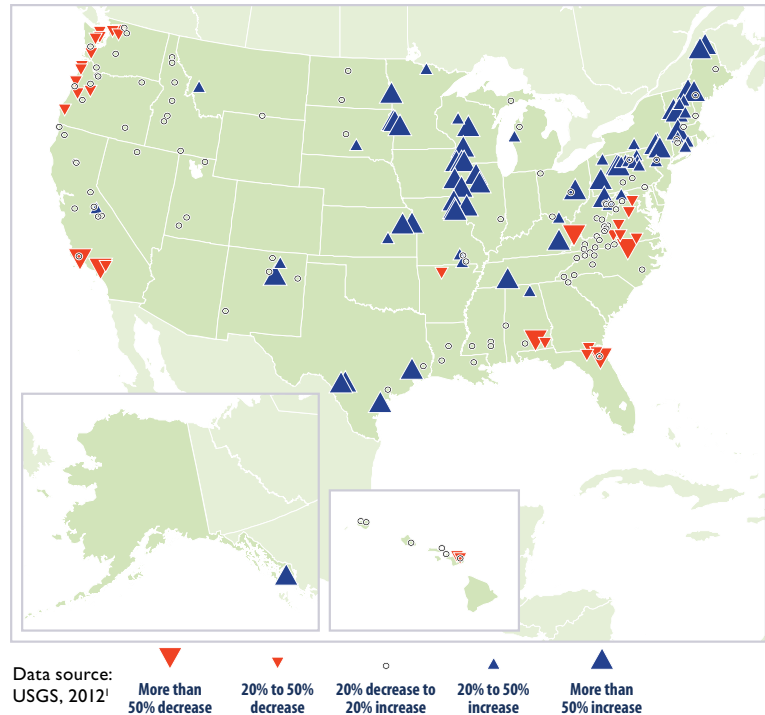 Data source:
USGS, 2012¹
More than
50% decrease
20% to 50%
decrease
20% decrease to
20% increase
20% to 50%
increase
More than
50% increase